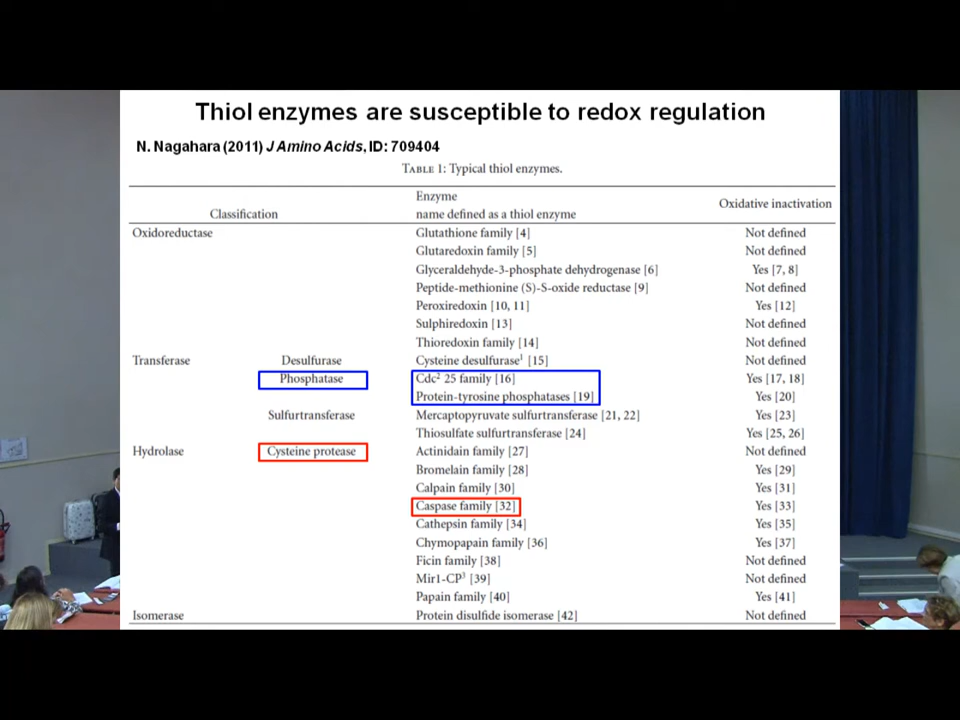 Thiol enzymes are susceptible to redox regulation
N. Nagahara (2011) J Amino Acids, ID: 709404
TABLE 1: Typical thiol enzymes.
Classification Enzyme name defined as a thiol enzyme Oxidative inactivation
Oxidoreductase Glutathione family [4] Not defined
Glutaredoxin family [5] Not defined
Glyceraldehyde-3-phosphate dehydrogenase [6] Yes [7, 8]
Peptide-methionine (S)-S-oxide reductase [9] Not defined
Peroxiredoxin [10, 11] Yes [12]
Sulphiredoxin [13] Not defined
Thioredoxin family [14] Not defined
Transferase Desulfurase Cysteine desulfurase¹ [15] Not defined
Phosphatase Cdc² 25 family [16] Yes [17, 18]
Protein-tyrosine phosphatases [19] Yes [20]
Sulfurtransferase Mercaptopyruvate sulfurtransferase [21, 22] Yes [23]
Thiosulfate sulfurtransferase [24] Yes [25, 26]
Hydrolase Cysteine protease Actinidain family [27] Not defined
Bromelain family [28] Yes [29]
Calpain family [30] Yes [31]
Caspase family [32] Yes [33]
Cathepsin family [34] Yes [35]
Chymopapain family [36] Yes [37]
Ficin family [38] Not defined
Mir1-CP³ [39] Not defined
Papain family [40] Yes [41]
Isomerase Protein disulfide isomerase [42] Not defined